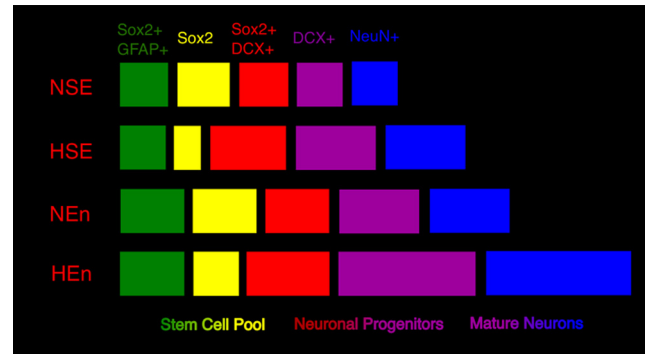 Sox2+
GFAP+
Sox2
Sox2+
DCX+
DCX+
NeuN+
NSE
HSE
NEn
HEn
Stem Cell Pool
Neuronal Progenitors
Mature Neurons